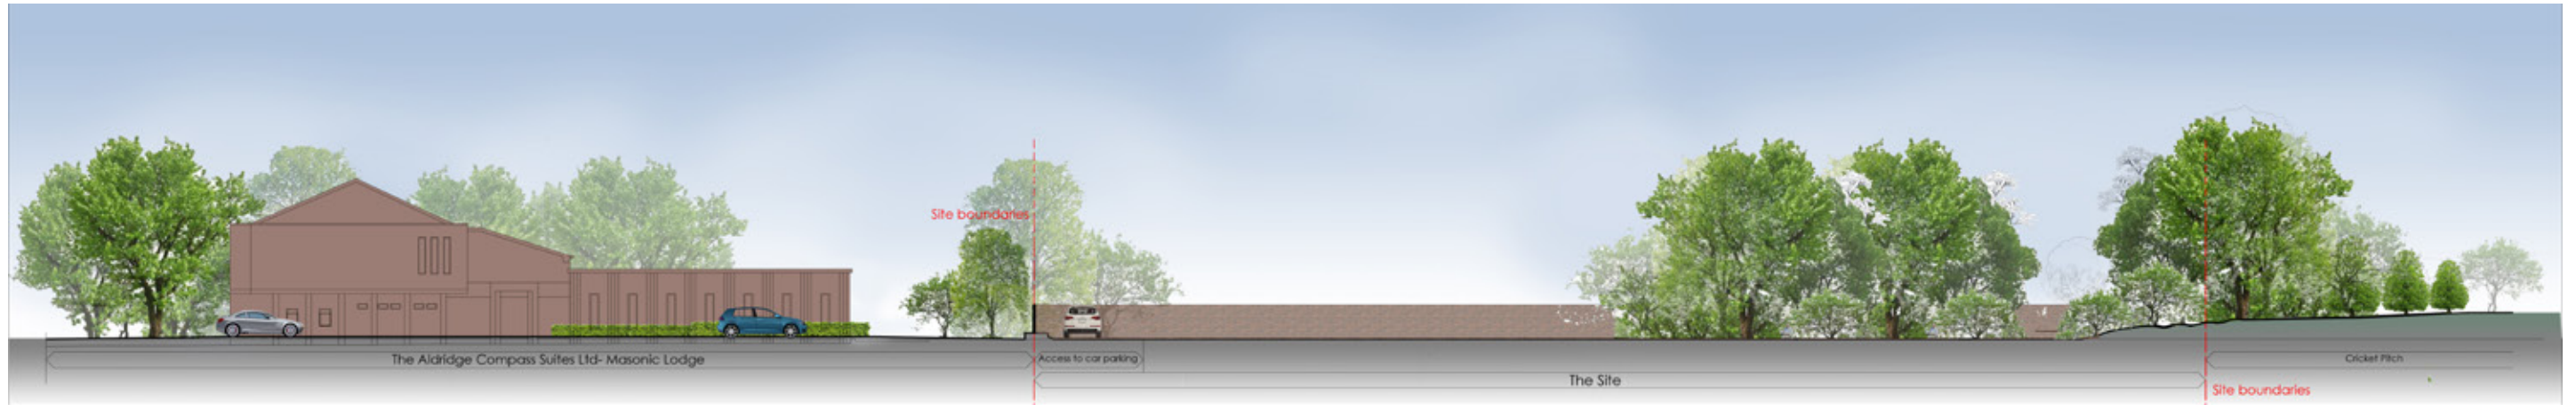 Site boundaries
The Aldridge Compass Suites Ltd- Masonic Lodge
Access to car parking
Cricket Pitch
The Site
Site boundaries